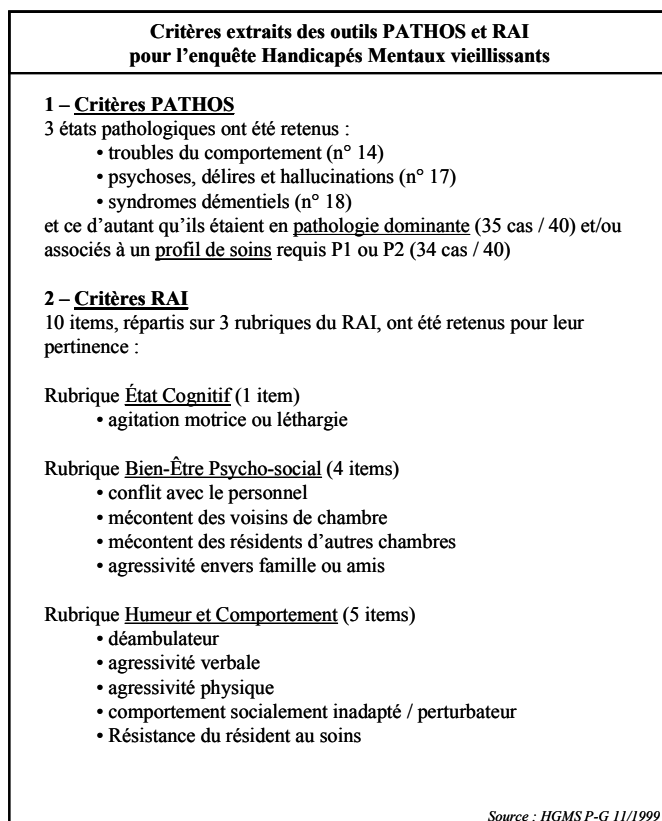 Critères extraits des outils PATHOS et RAI
pour l'enquête Handicapés Mentaux vieillissants
1 – Critères PATHOS
3 états pathologiques ont été retenus :
• troubles du comportement (n° 14)
• psychoses, délires et hallucinations (n° 17)
• syndromes démentiels (n° 18)
et ce d'autant qu'ils étaient en pathologie dominante (35 cas / 40) et/ou
associés à un profil de soins requis P1 ou P2 (34 cas / 40)
2 – Critères RAI
10 items, répartis sur 3 rubriques du RAI, ont été retenus pour leur
pertinence :
Rubrique État Cognitif (1 item)
• agitation motrice ou léthargie
Rubrique Bien-Être Psycho-social (4 items)
• conflit avec le personnel
• mécontent des voisins de chambre
• mécontent des résidents d'autres chambres
• agressivité envers famille ou amis
Rubrique Humeur et Comportement (5 items)
• déambulateur
• agressivité verbale
• agressivité physique
• comportement socialement inadapté / perturbateur
• Résistance du résident au soins
Source : HGMS P-G 11/1999